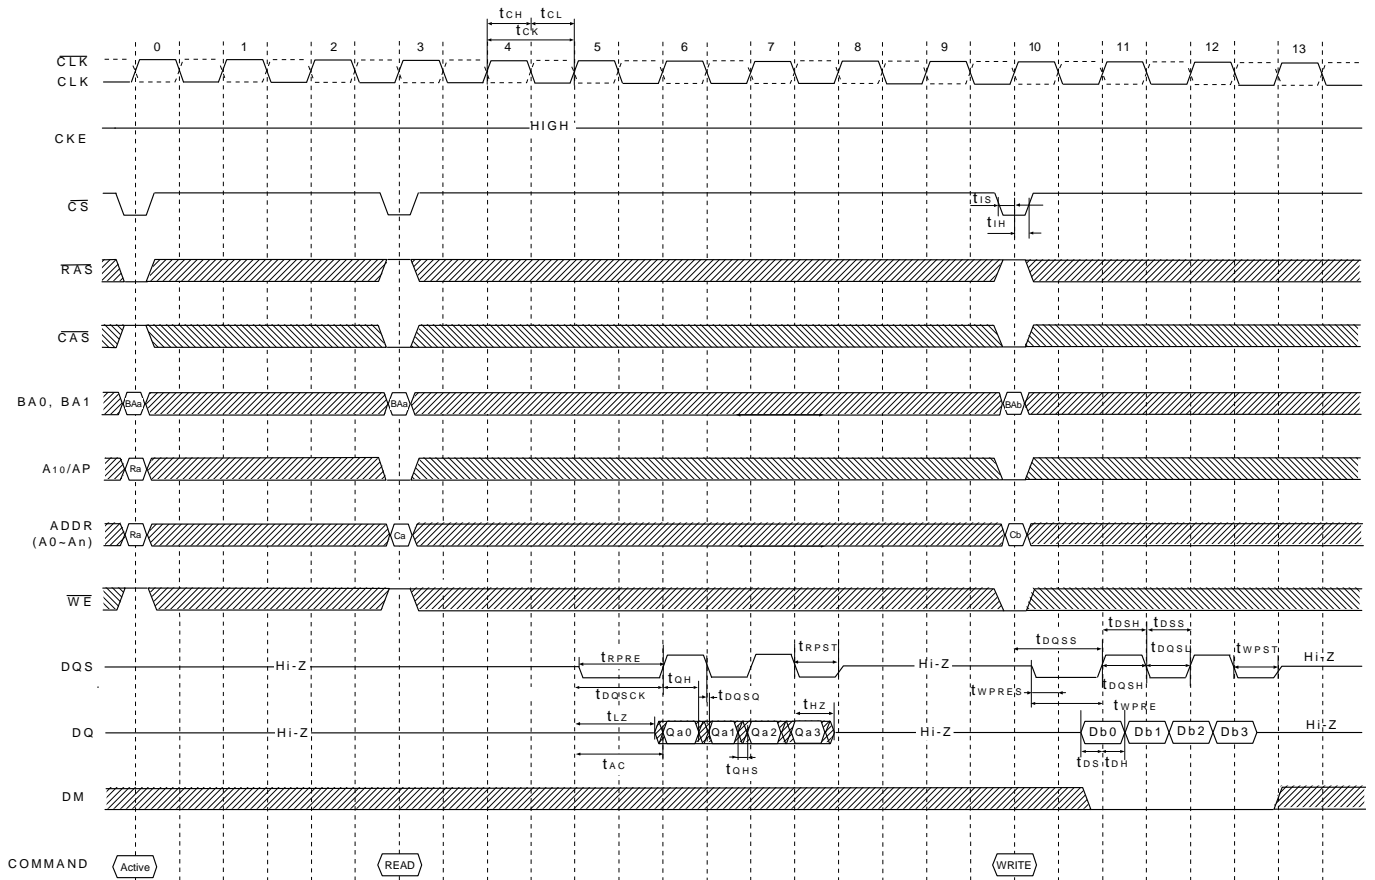 tCH tCL
tCK
0 1 2 3 4 5 6 7 8 9 10 11 12 13
CLK
CLK
HIGH
CKE
CS
tIS
tIH
RAS
CAS
BA0, BA1 BAa BAa BAb
A10/AP Ra
ADDR
(A0~An)
Ra Ca Cb
WE
tDSH tDSS
tDQSS tDQSL tWPST
tRPRE tRPST
DQS Hi-Z Hi-Z Hi-Z
tDQSCK tQH tDQSQ tWPRES tDQSH
tWPRE
tLZ tHZ
DQ Hi-Z Qa0 Qa1 Qa2 Qa3 Hi-Z Db0 Db1 Db2 Db3 Hi-Z
tAC tQHS tDS tDH
DM
COMMAND Active READ WRITE